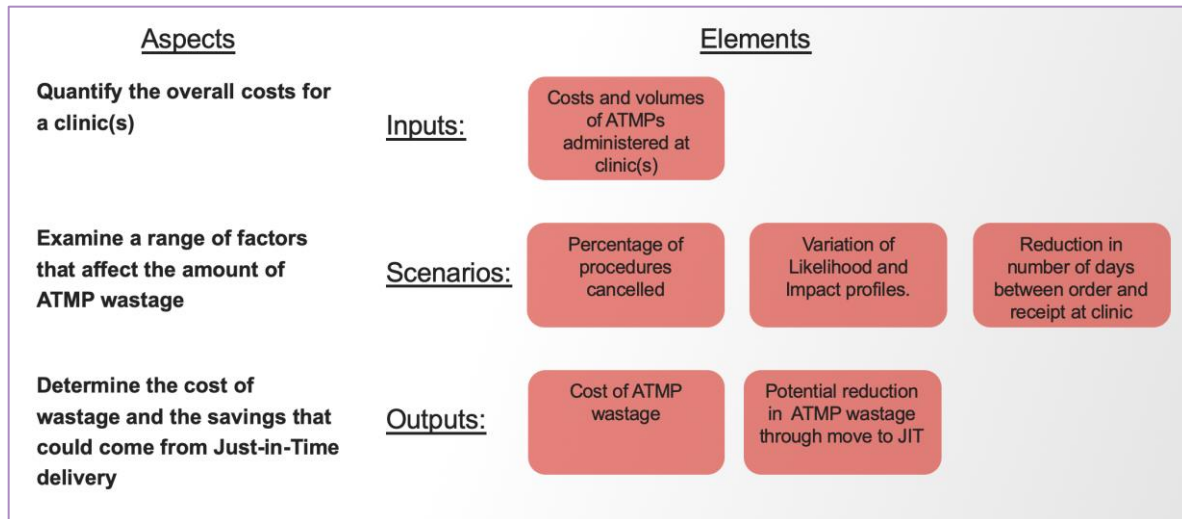 Aspects
Elements
Quantify the overall costs for
a clinic(s)
Inputs:
Costs and volumes
of ATMPs
administered at
clinic(s)
Examine a range of factors
that affect the amount of
ATMP wastage
Scenarios:
Percentage of
procedures
cancelled
Variation of
Likelihood and
Impact profiles.
Reduction in
number of days
between order and
receipt at clinic
Determine the cost of
wastage and the savings that
could come from Just-in-Time
delivery
Outputs:
Cost of ATMP
wastage
Potential reduction
in ATMP wastage
through move to JIT